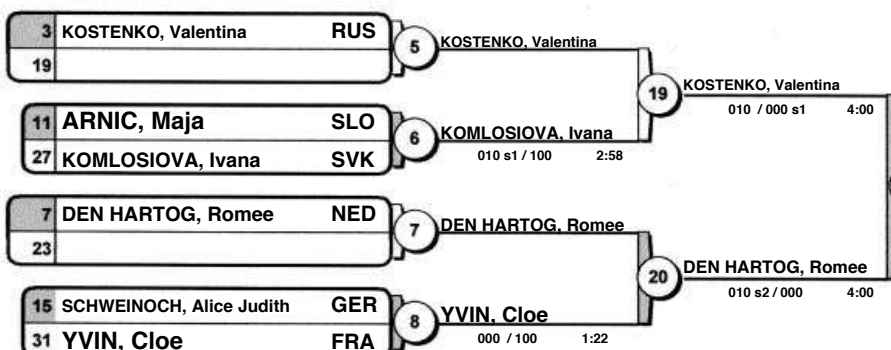 3 KOSTENKO, Valentina RUS
19
5
KOSTENKO, Valentina
11 ARNIC, Maja SLO
27 KOMLOSIOVA, Ivana SVK
6
KOMLOSIOVA, Ivana
010 s1 / 100 2:58
19
KOSTENKO, Valentina
010 / 000 s1 4:00
7 DEN HARTOG, Romee NED
23
7
DEN HARTOG, Romee
15 SCHWEINOCH, Alice Judith GER
31 YVIN, Cloe FRA
8
YVIN, Cloe
000 / 100 1:22
20
DEN HARTOG, Romee
010 s2 / 000 4:00